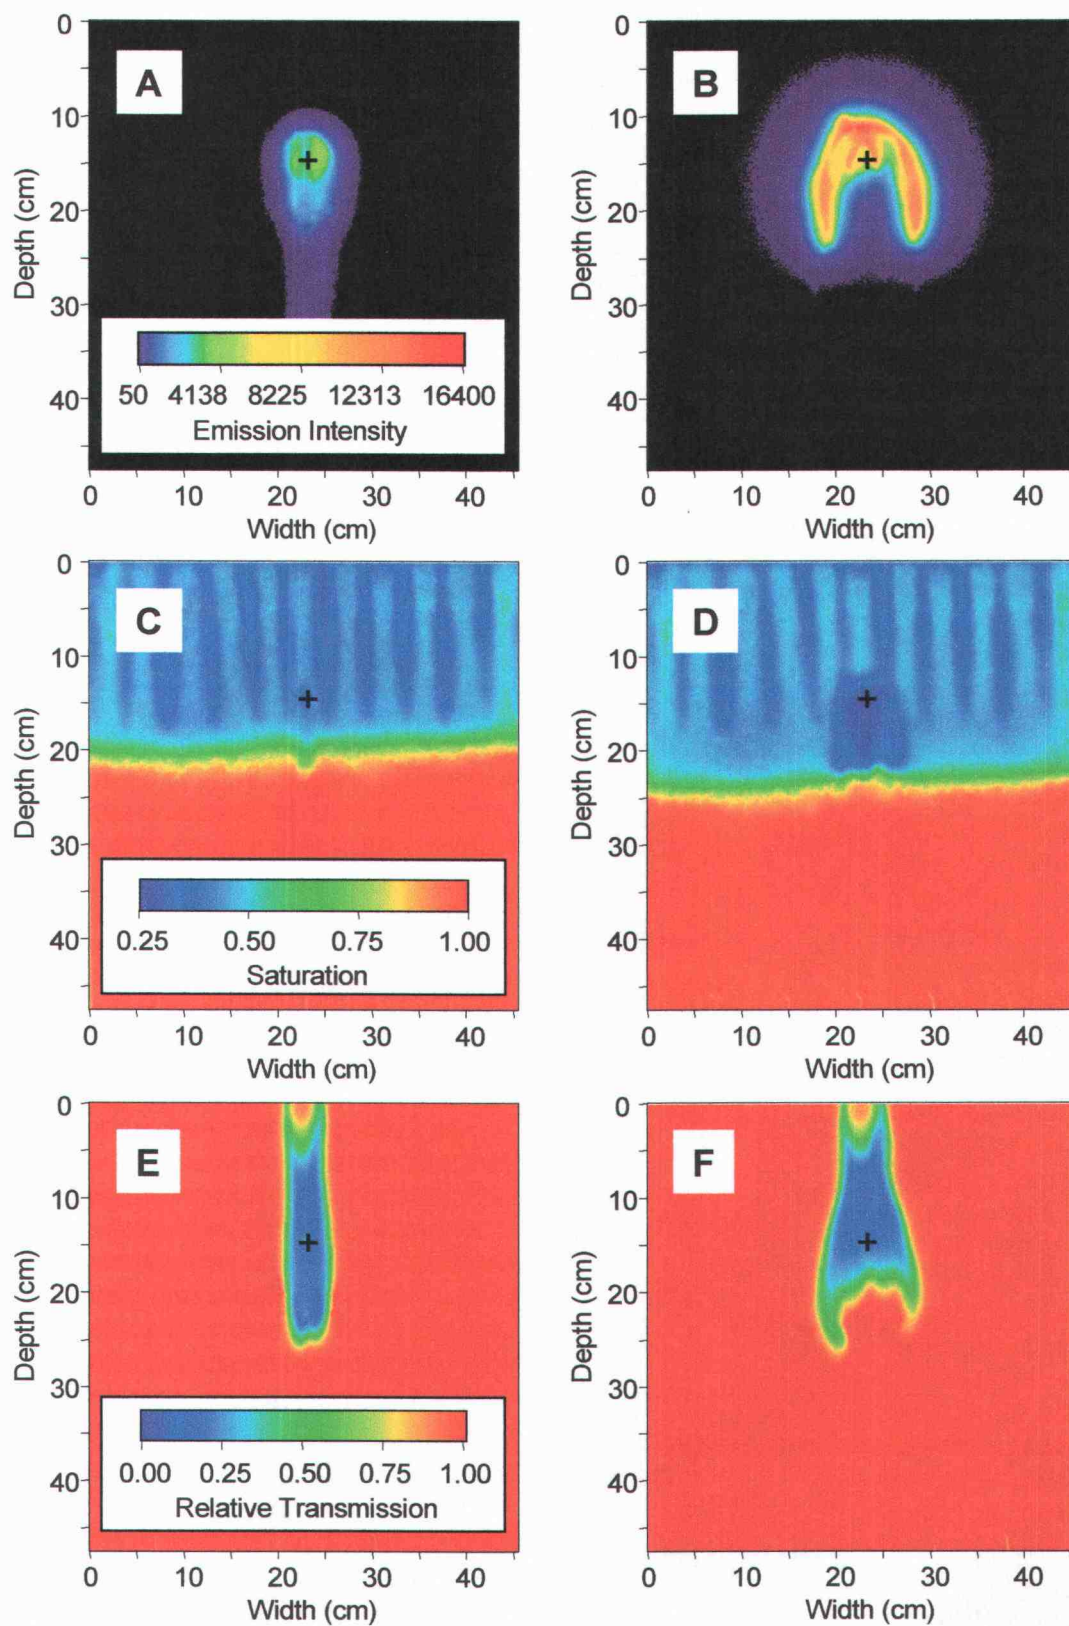 A
B
0
10
20
30
40
Depth (cm)
50 4138 8225 12313 16400
Emission Intensity
0 10 20 30 40
Width (cm)
0
10
20
30
40
Depth (cm)
0 10 20 30 40
Width (cm)
C
D
0
10
20
30
40
Depth (cm)
0.25 0.50 0.75 1.00
Saturation
0 10 20 30 40
Width (cm)
0
10
20
30
40
Depth (cm)
0 10 20 30 40
Width (cm)
E
F
0
10
20
30
40
Depth (cm)
0.00 0.25 0.50 0.75 1.00
Relative Transmission
0 10 20 30 40
Width (cm)
0
10
20
30
40
Depth (cm)
0 10 20 30 40
Width (cm)